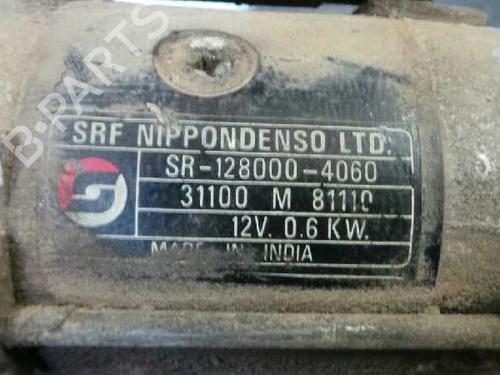 B-PARTS
SRF NIPPONDENSO LTD.
SR-128000-4060
31100 M 81110
12V. 0.6 KW.
MADE IN INDIA